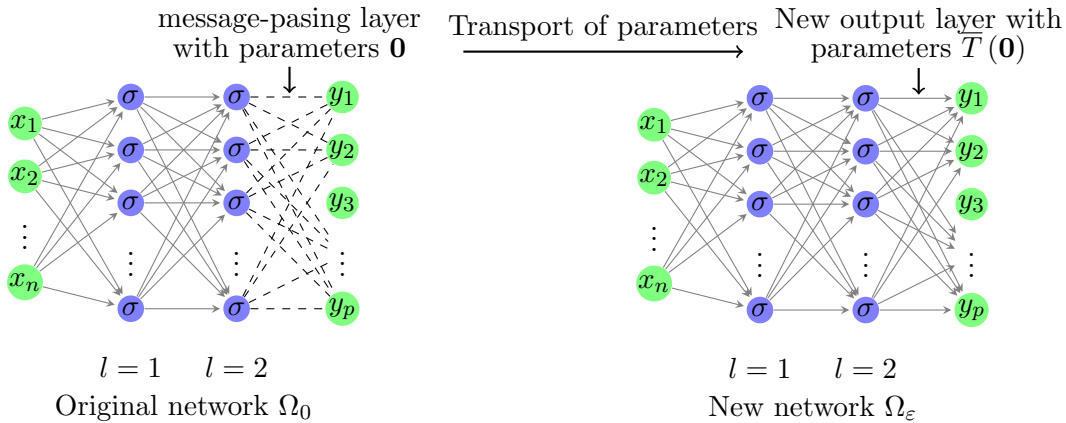 message-pasing layer
with parameters 0
Transport of parameters
New output layer with
parameters T̅ (0)
x₁
x₂
⋮
xₙ
σ
σ
σ
⋮
σ
σ
σ
σ
⋮
σ
y₁
y₂
y₃
⋮
yₚ
l = 1
l = 2
Original network Ω₀
x₁
x₂
⋮
xₙ
σ
σ
σ
⋮
σ
σ
σ
σ
⋮
σ
y₁
y₂
y₃
⋮
yₚ
l = 1
l = 2
New network Ω_ε